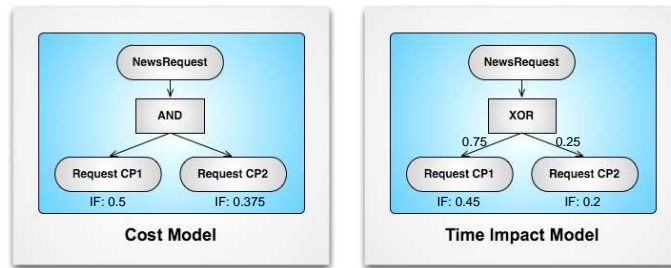 NewsRequest
AND
Request CP1
Request CP2
IF: 0.5
IF: 0.375
Cost Model
NewsRequest
XOR
0.75
0.25
Request CP1
Request CP2
IF: 0.45
IF: 0.2
Time Impact Model